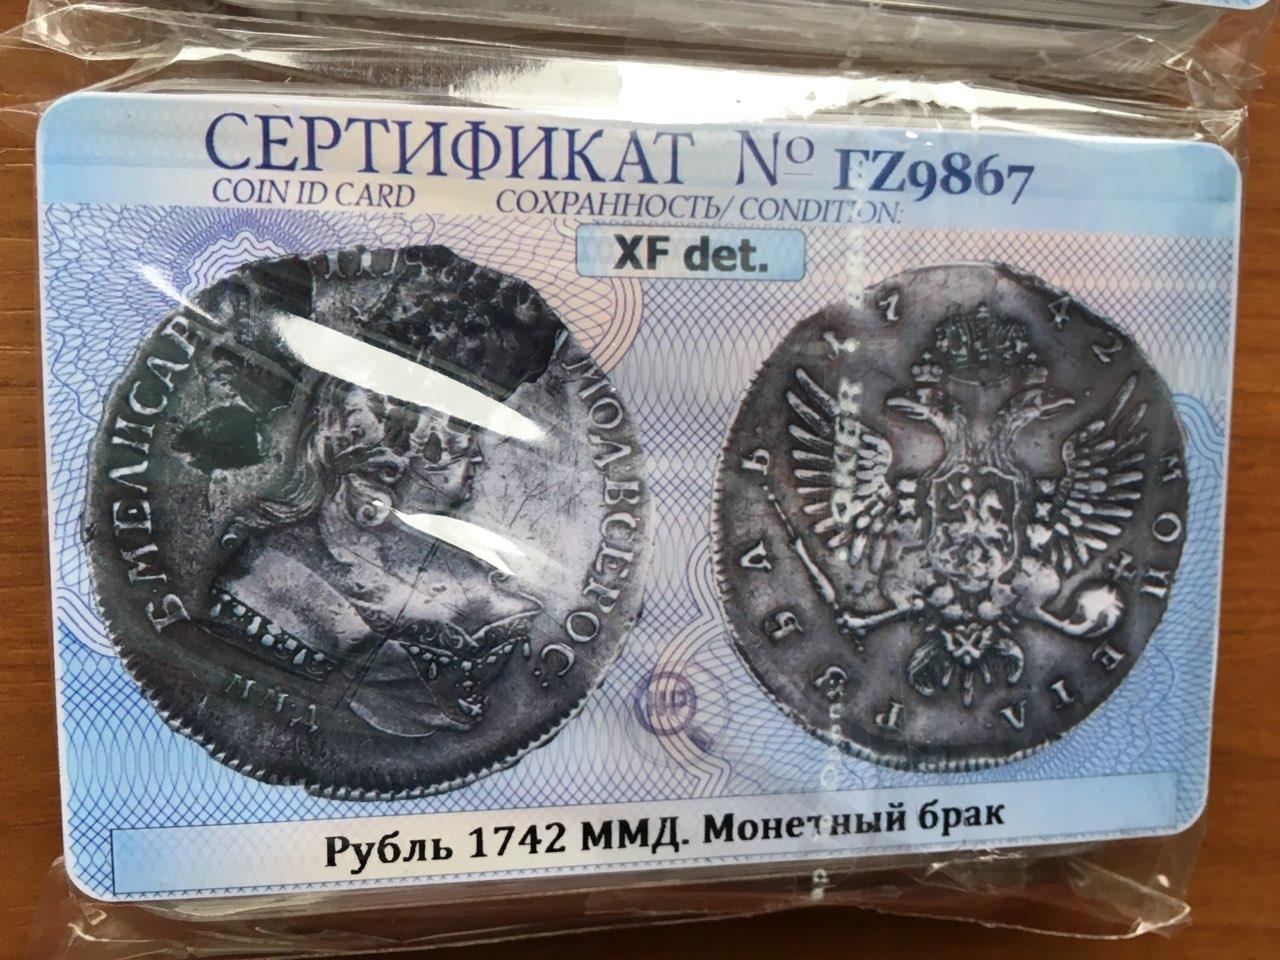 СЕРТИФИКАТ № FZ9867
COIN ID CARD СОХРАННОСТЬ/ CONDITION:
XF det.
Б·М·ЕЛИСАВ
МОД ВСЕРОС:
ММД
1742
МОНЕТА
РУБЛЬ
Рубль 1742 ММД. Монетный брак